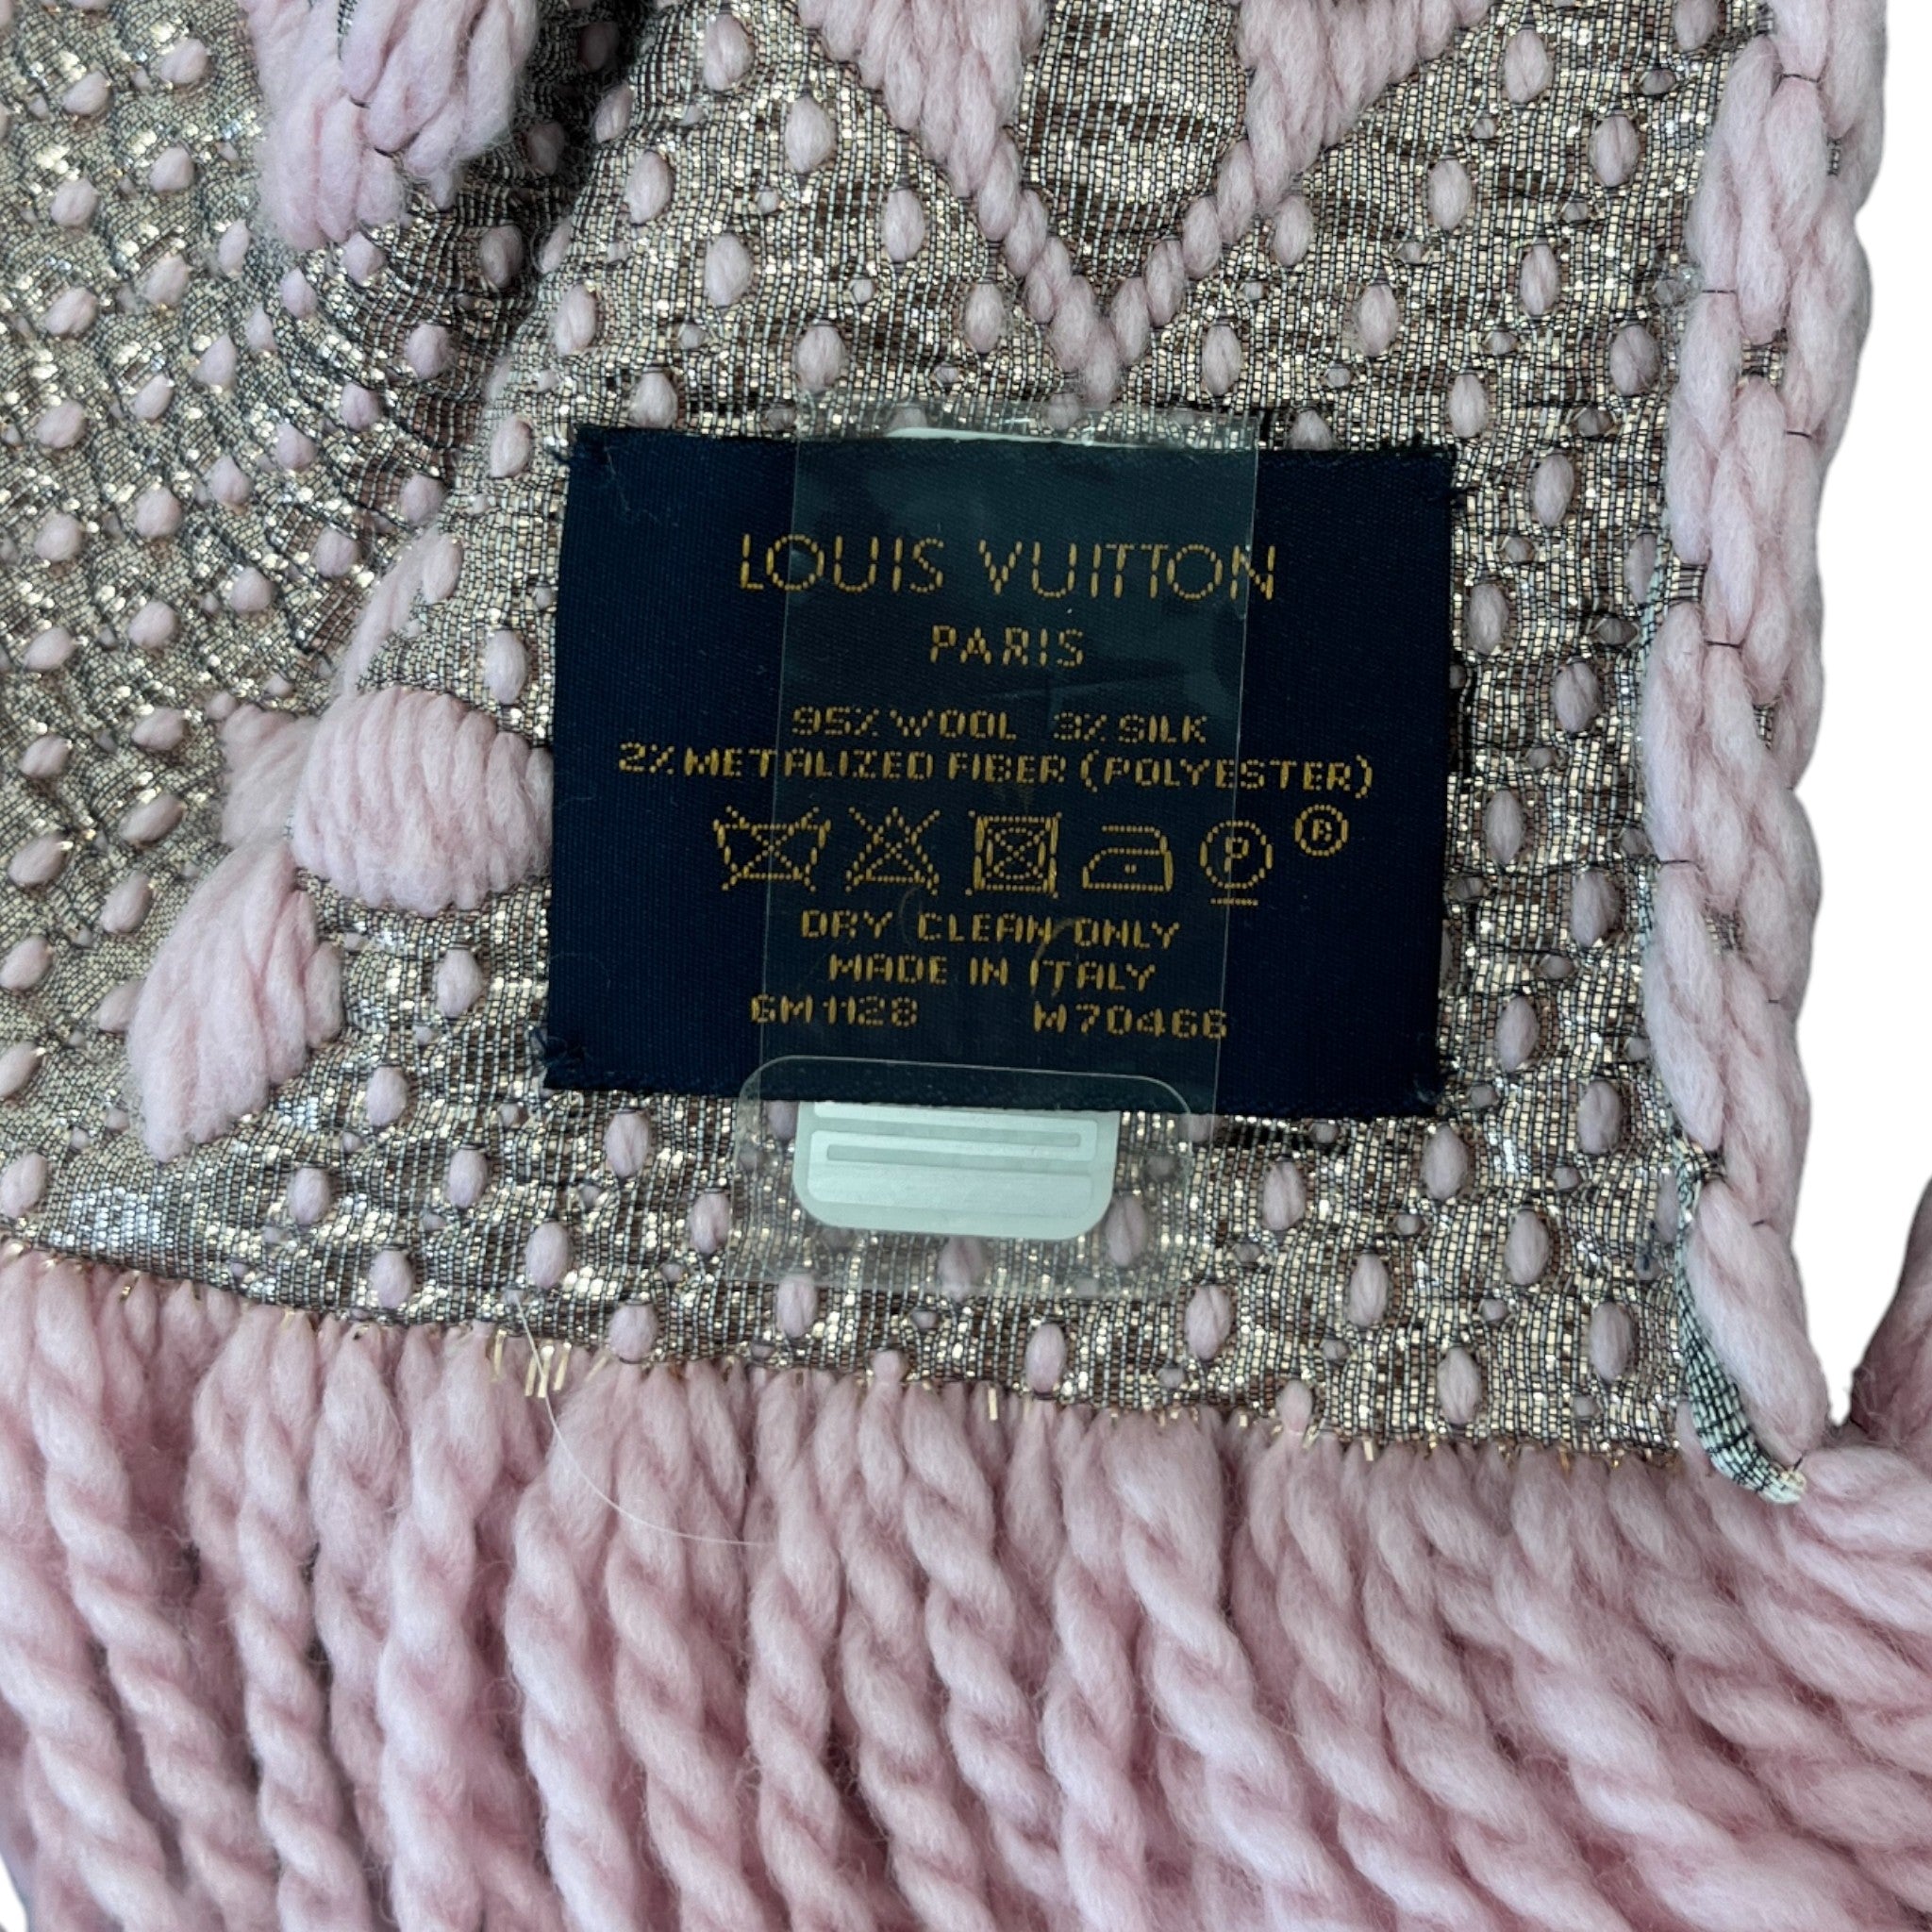 LOUIS VUITTON
PARIS
95% WOOL 3% SILK
2% METALIZED FIBER (POLYESTER)
P ®
DRY CLEAN ONLY
MADE IN ITALY
GM1128 M70466